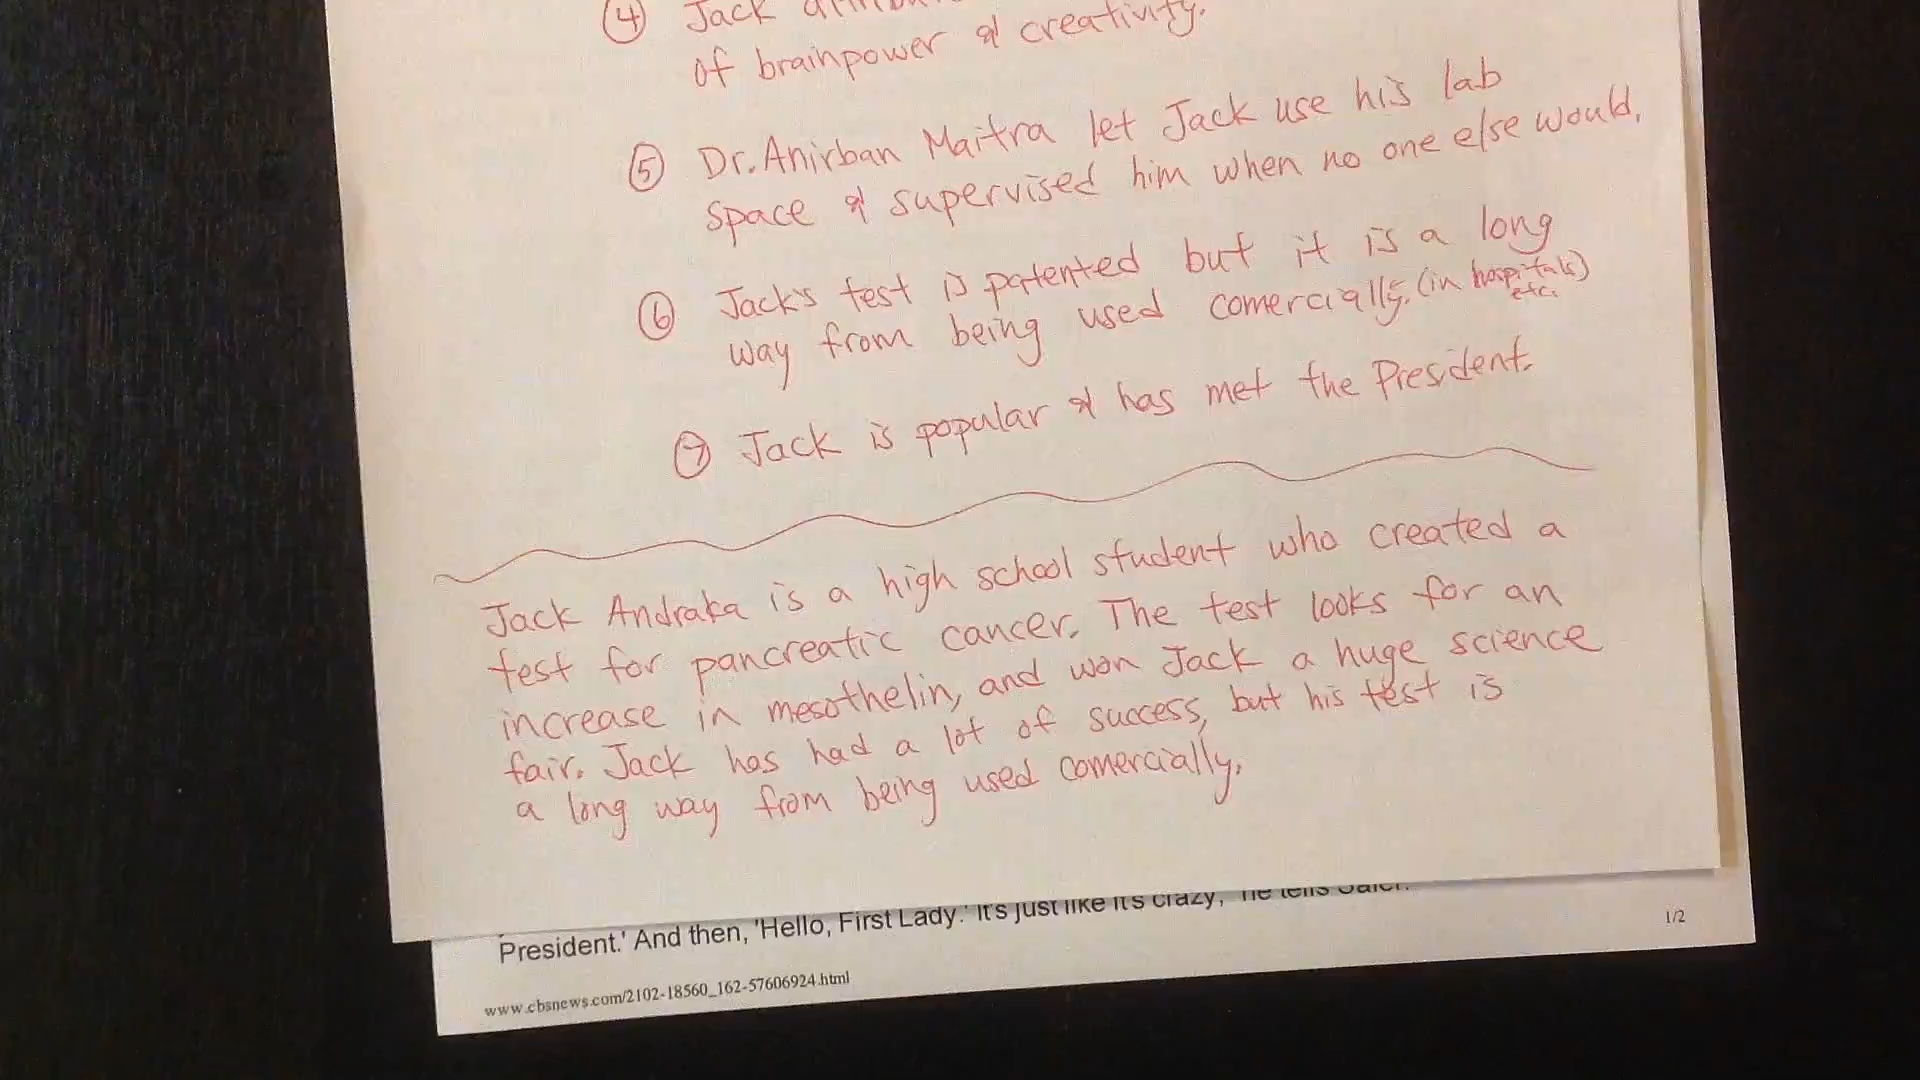 ④ Jack
of brainpower & creativity.
⑤ Dr. Anirban Maitra let Jack use his lab
space & supervised him when no one else would.
⑥ Jack's test is patented but it is a long
way from being used comercially. (in hospitals)
etc.
⑦ Jack is popular & has met the President.
Jack Andraka is a high school student who created a
test for pancreatic cancer. The test looks for an
increase in mesothelin, and won Jack a huge science
fair. Jack has had a lot of success, but his test is
a long way from being used comercially.
President.' And then, 'Hello, First Lady.' It's just like it's crazy," he tells
1/2
www.cbsnews.com/2102-18560_162-57606924.html